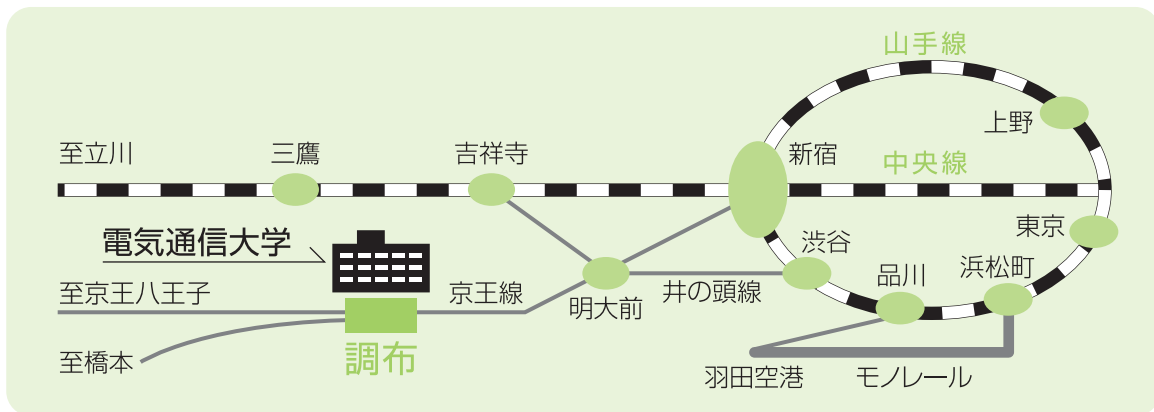 山手線
上野
至立川
三鷹
吉祥寺
新宿
中央線
電気通信大学
東京
渋谷
浜松町
品川
至京王八王子
京王線
明大前
井の頭線
至橋本
調布
羽田空港
モノレール